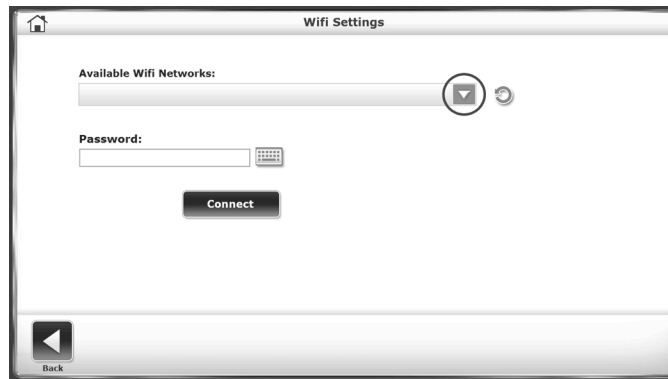 Wifi Settings
Available Wifi Networks:
Password:
Connect
Back